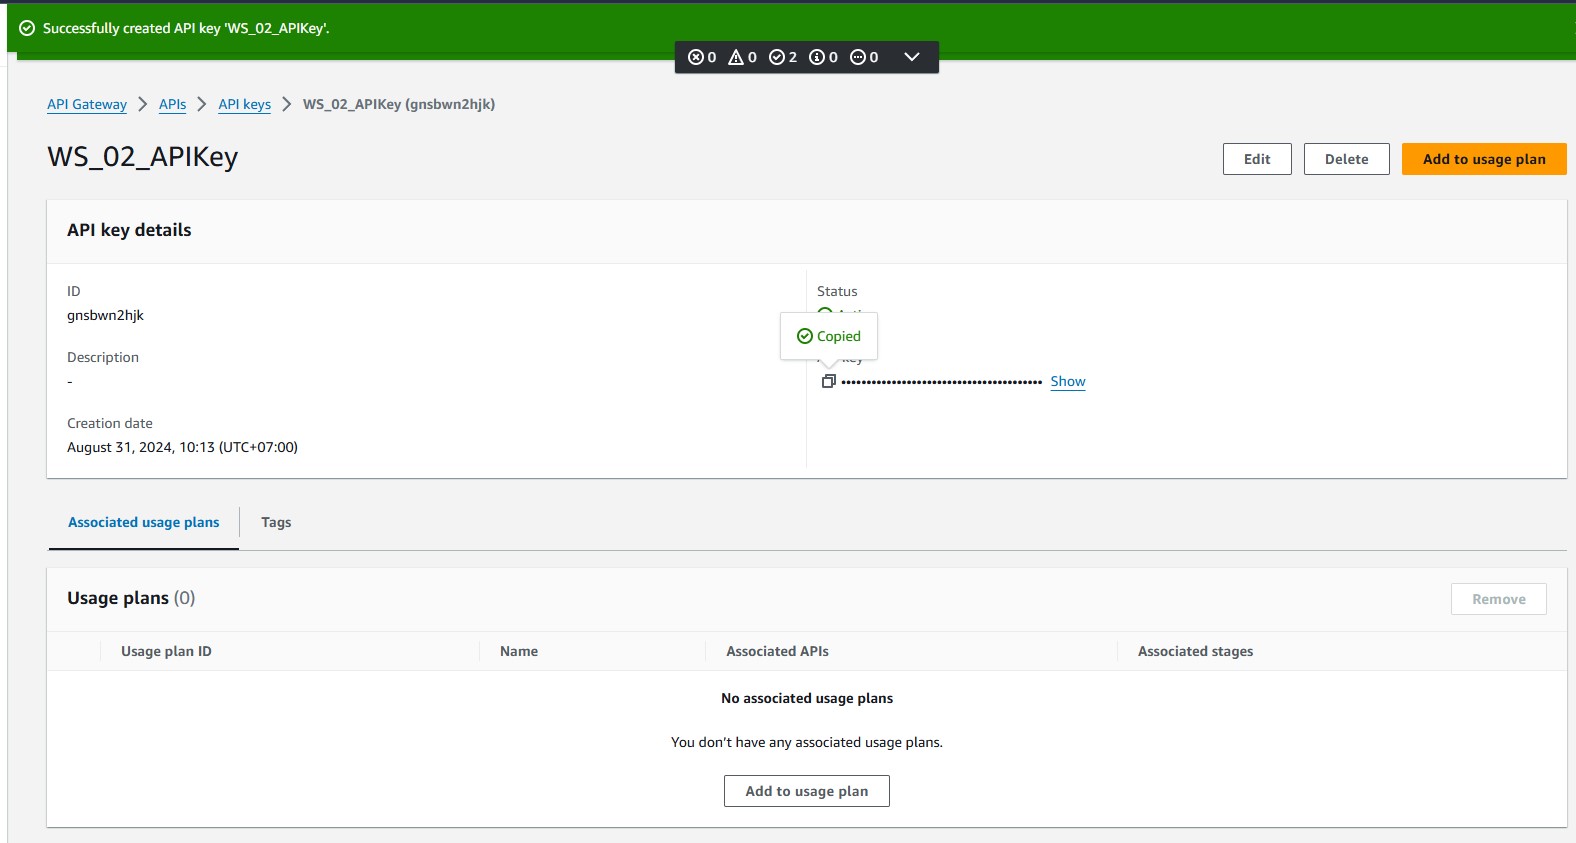 Successfully created API key 'WS_02_APIKey'.
0 0 2 0 0
API Gateway APIs API keys WS_02_APIKey (gnsbwn2hjk)
WS_02_APIKey
Edit Delete Add to usage plan
API key details
ID
gnsbwn2hjk
Description
-
Creation date
August 31, 2024, 10:13 (UTC+07:00)
Status
Copied
key
•••••••••••••••••••••••••••••••••••••••• Show
Associated usage plans Tags
Usage plans (0) Remove
Usage plan ID Name Associated APIs Associated stages
No associated usage plans
You don't have any associated usage plans.
Add to usage plan